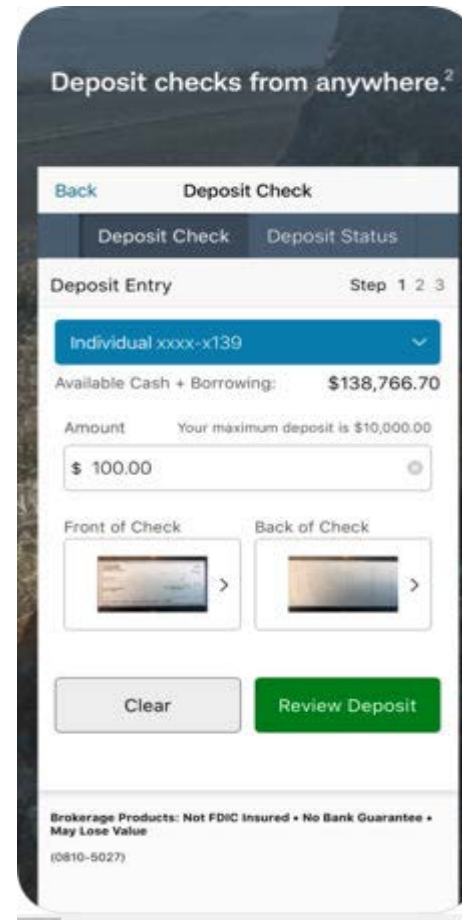 Deposit checks from anywhere.²
Back Deposit Check
Deposit Check Deposit Status
Deposit Entry Step 1 2 3
Individual xxxx-x139
Available Cash + Borrowing: $138,766.70
Amount Your maximum deposit is $10,000.00
$ 100.00
Front of Check Back of Check
Clear Review Deposit
Brokerage Products: Not FDIC Insured • No Bank Guarantee •
May Lose Value
(0810-5027)